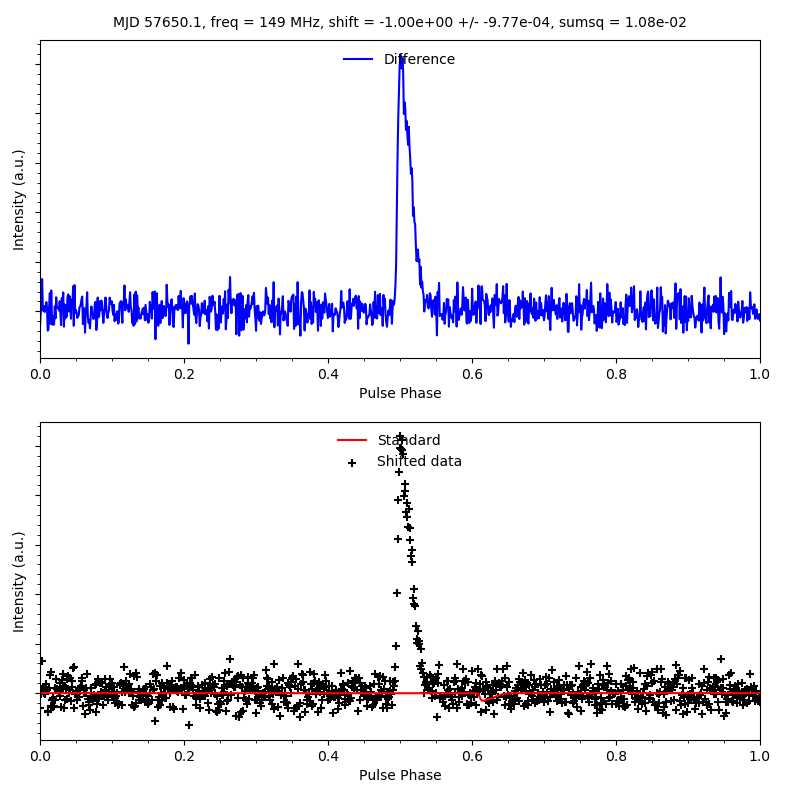 MJD 57650.1, freq = 149 MHz, shift = -1.00e+00 +/- -9.77e-04, sumsq = 1.08e-02
Difference
Intensity (a.u.)
0.0 0.2 0.4 0.6 0.8 1.0
Pulse Phase
Standard
Shifted data
Intensity (a.u.)
0.0 0.2 0.4 0.6 0.8 1.0
Pulse Phase